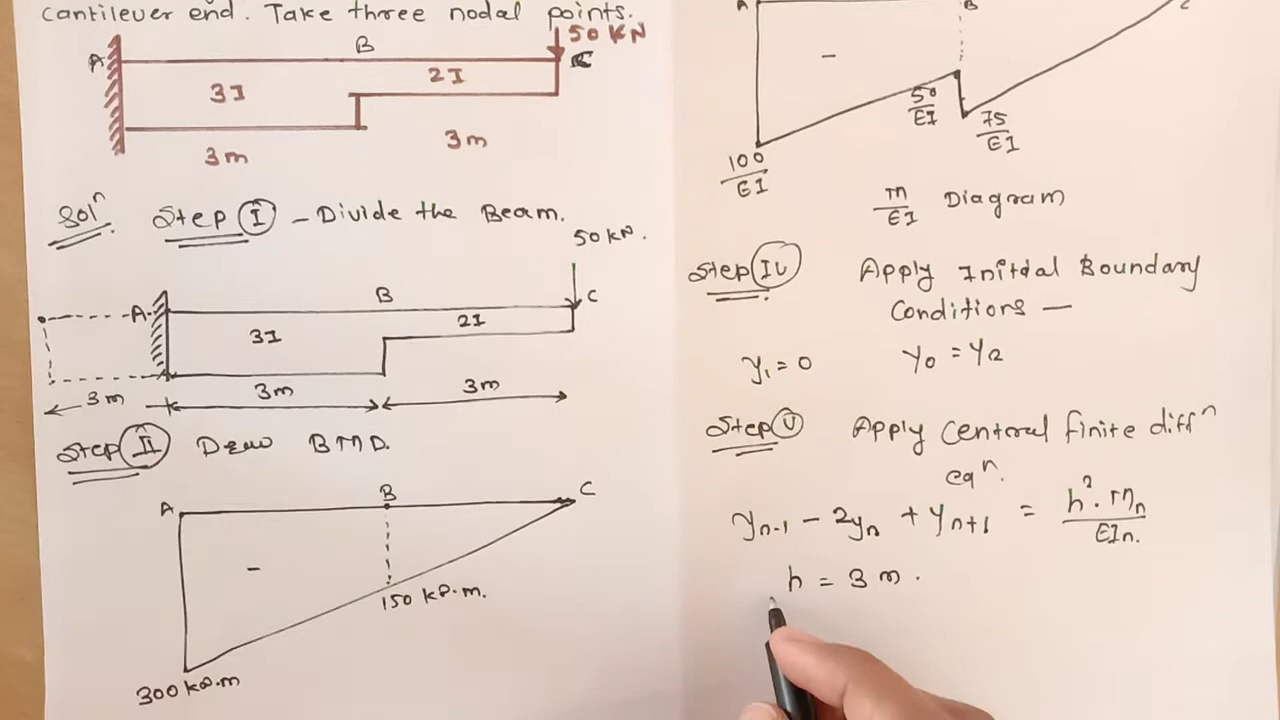 cantilever end. Take three nodal points.
50 KN
A
B
C
3I
2I
3m
3m
Solⁿ.
Step I - Divide the Beam.
50 kN.
A
B
C
3I
2I
3m
3m
3m
Step II Draw BMD.
A
B
C
-
150 kN.m.
300 kN.m
A
B
C
-
50/EI
75/EI
100/EI
m/EI Diagram
Step IV Apply Initial Boundary
Conditions —
y₁ = 0 y₀ = y₂
Step V Apply Central finite diffⁿ
eqⁿ.
yₙ₋₁ - 2yₙ + yₙ₊₁ = h².Mₙ/EIₙ.
h = 3 m.